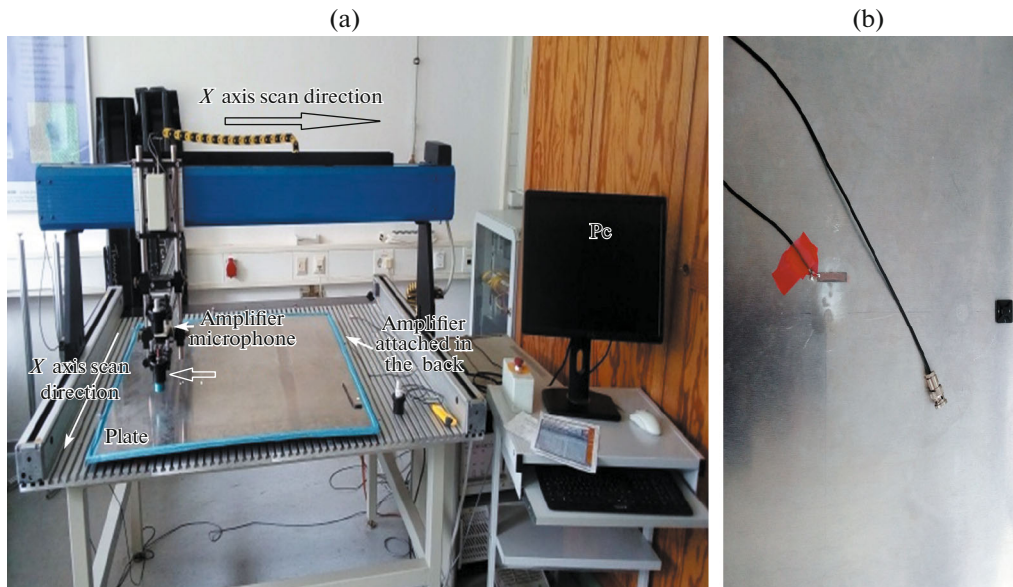 (a)
(b)
X axis scan direction
Pc
Amplifier
microphone
Amplifier
attached in
the back
X axis scan
direction
Plate